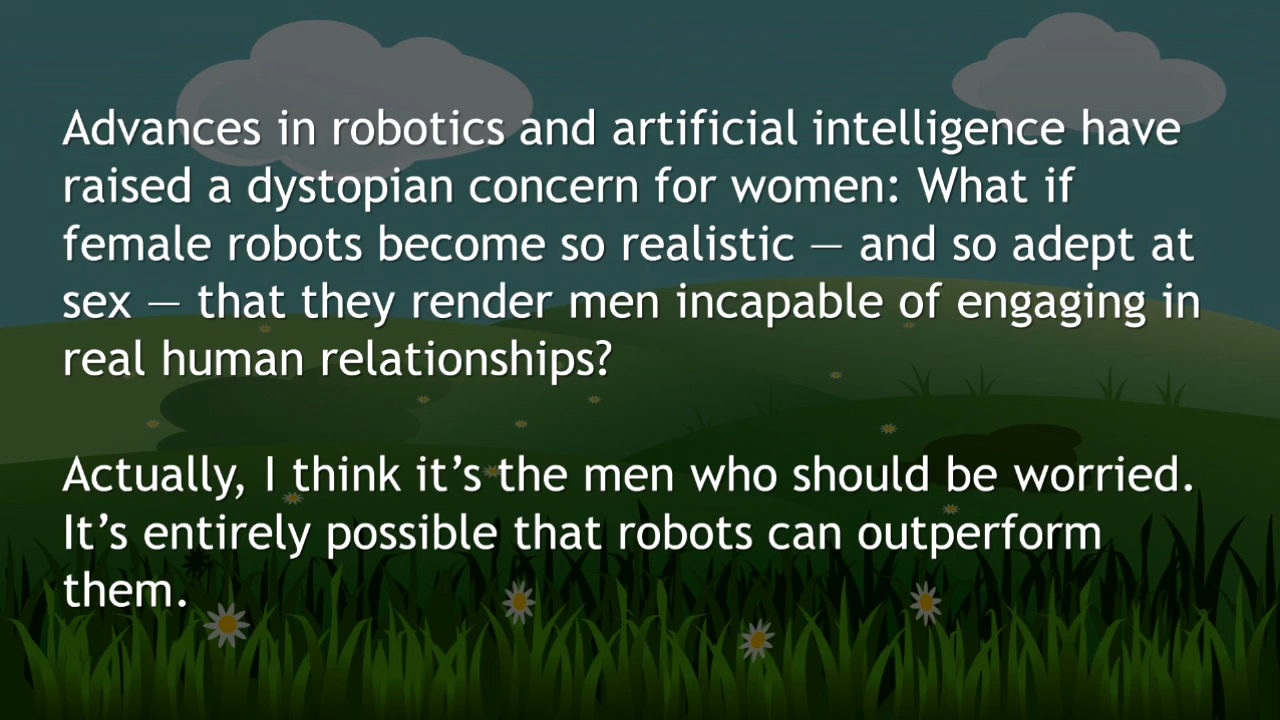 Advances in robotics and artificial intelligence have
raised a dystopian concern for women: What if
female robots become so realistic — and so adept at
sex — that they render men incapable of engaging in
real human relationships?
Actually, I think it’s the men who should be worried.
It’s entirely possible that robots can outperform
them.